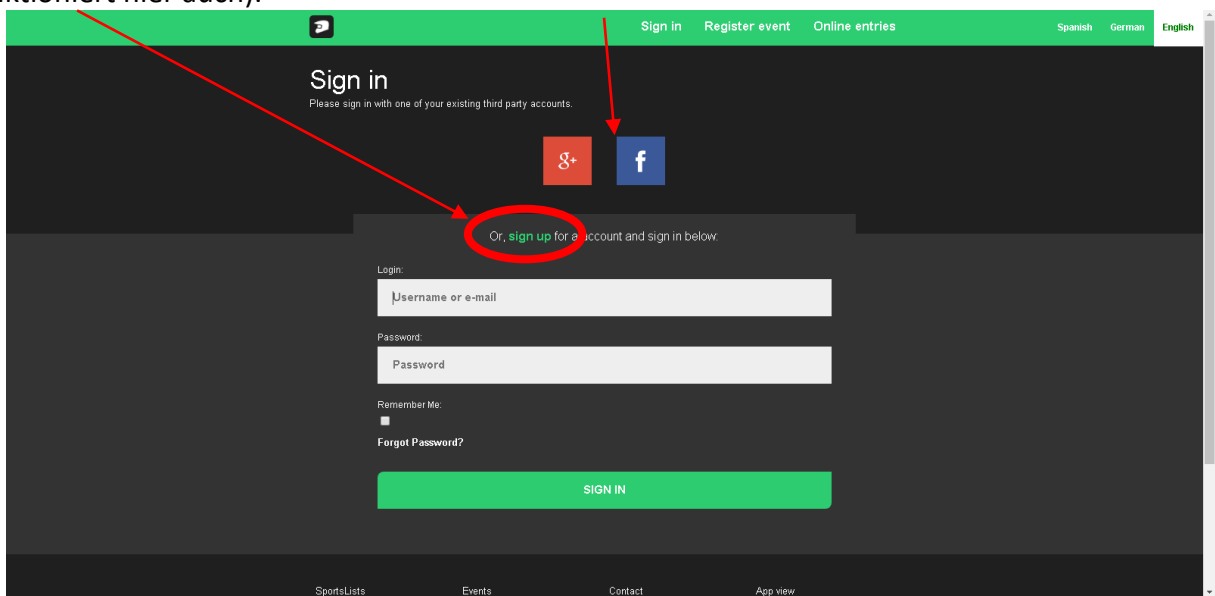 Sign in Register event Online entries Spanish German English
Sign in
Please sign in with one of your existing third party accounts.
g+ f
Or, sign up for a account and sign in below:
Login:
Username or e-mail
Password:
Password
Remember Me:
Forgot Password?
SIGN IN
SportsLists Events Contact App view